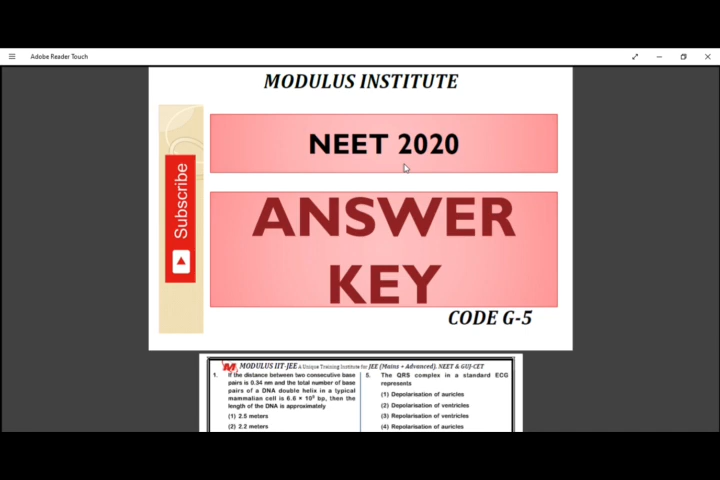 Adobe Reader Touch
MODULUS INSTITUTE
NEET 2020
Subscribe
ANSWER
KEY
CODE G-5
M MODULUS IIT-JEE A Unique Training Institute for JEE (Mains + Advanced), NEET & GUJ-CET
1. If the distance between two consecutive base
pairs is 0.34 nm and the total number of base
pairs of a DNA double helix in a typical
mammalian cell is 6.6 × 10⁹ bp, then the
length of the DNA is approximately
(1) 2.5 meters
(2) 2.2 meters
5. The QRS complex in a standard ECG
represents
(1) Depolarisation of auricles
(2) Depolarisation of ventricles
(3) Repolarisation of ventricles
(4) Repolarisation of auricles